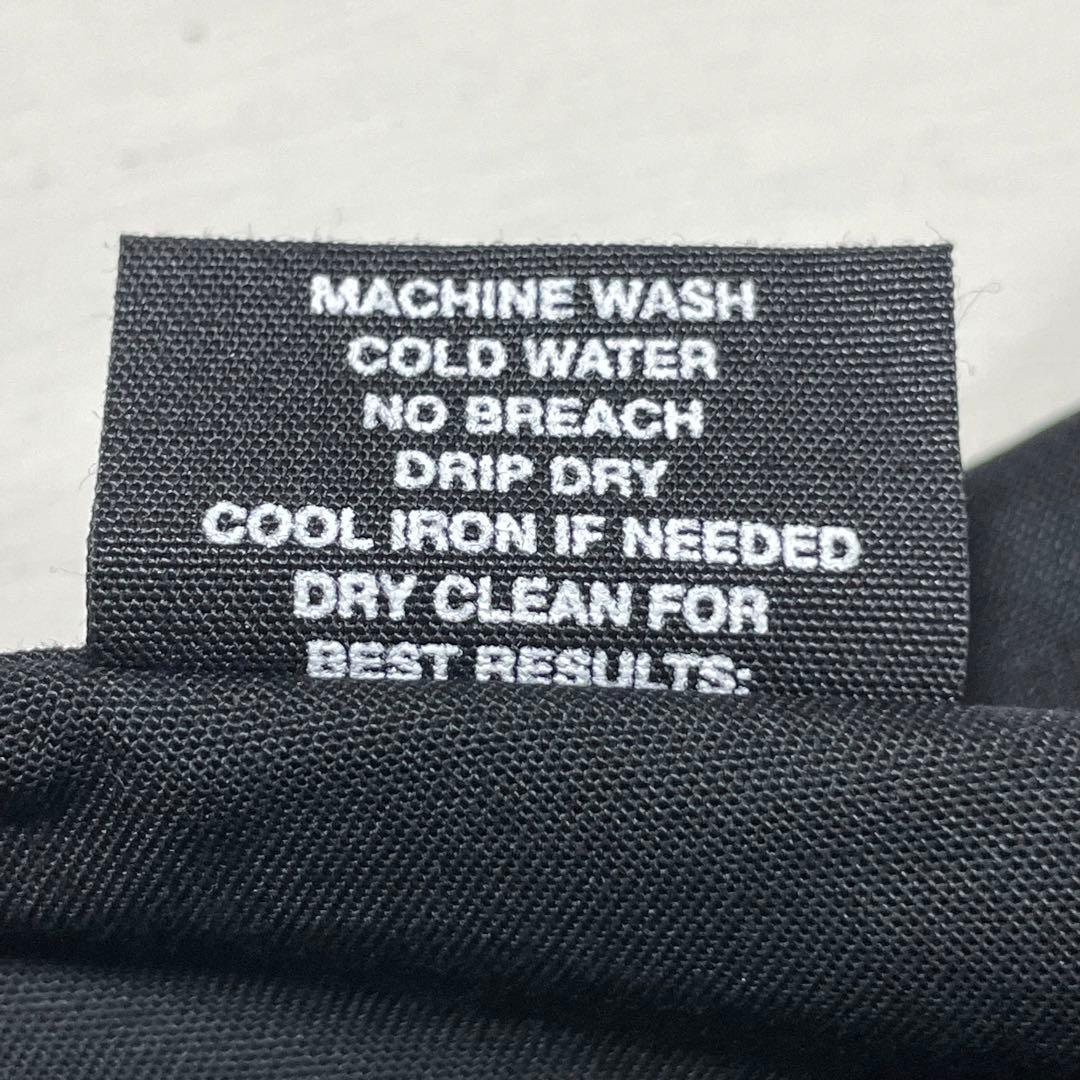 MACHINE WASH
COLD WATER
NO BREACH
DRIP DRY
COOL IRON IF NEEDED
DRY CLEAN FOR
BEST RESULTS: